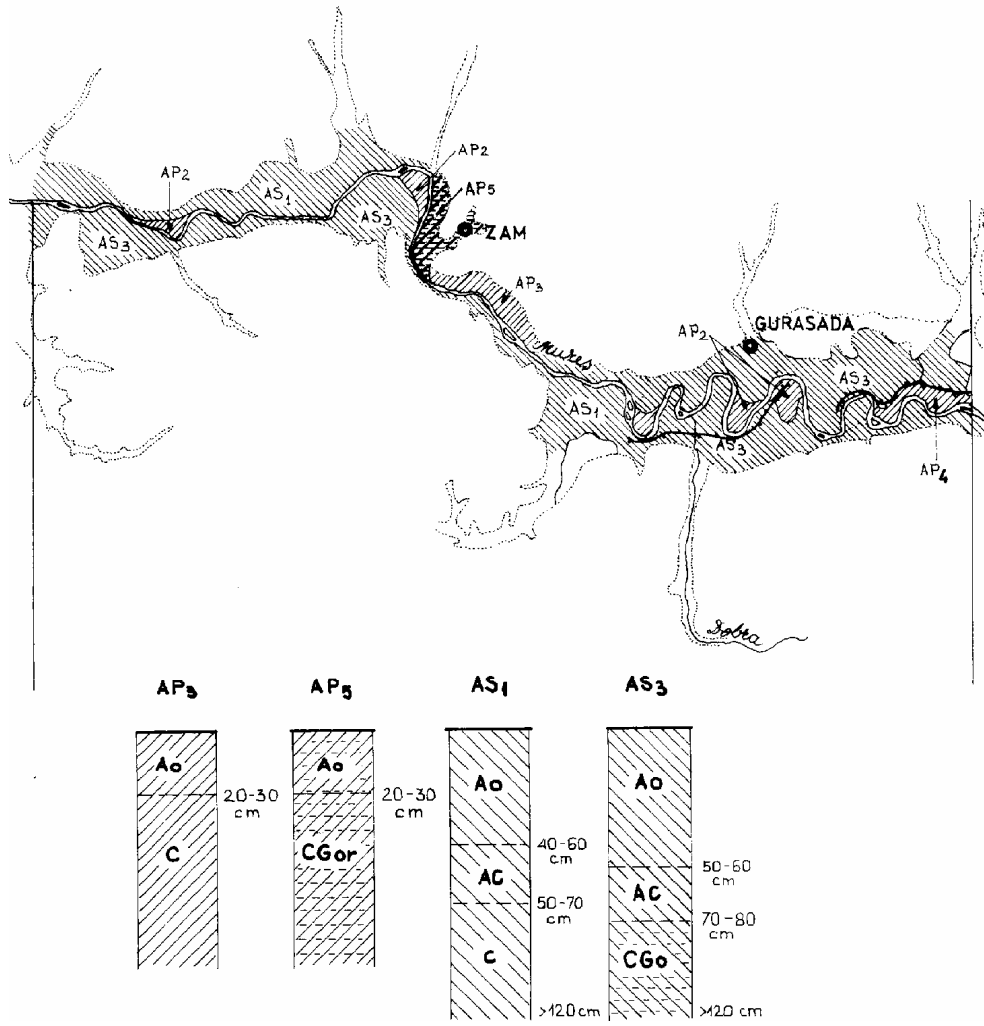 AP2
AP2
AS1
AP5
AS3
AS3
ZAM
AP3
Mureș
AP2
GURASADA
AS3
AS1
AS3
AP4
Dobra
AP3
AP5
AS1
AS3
Ao
Ao
Ao
Ao
20-30
cm
20-30
cm
C
CGor
40-60
cm
AC
50-60
cm
AC
50-70
cm
70-80
cm
C
CGo
>120 cm
>120 cm